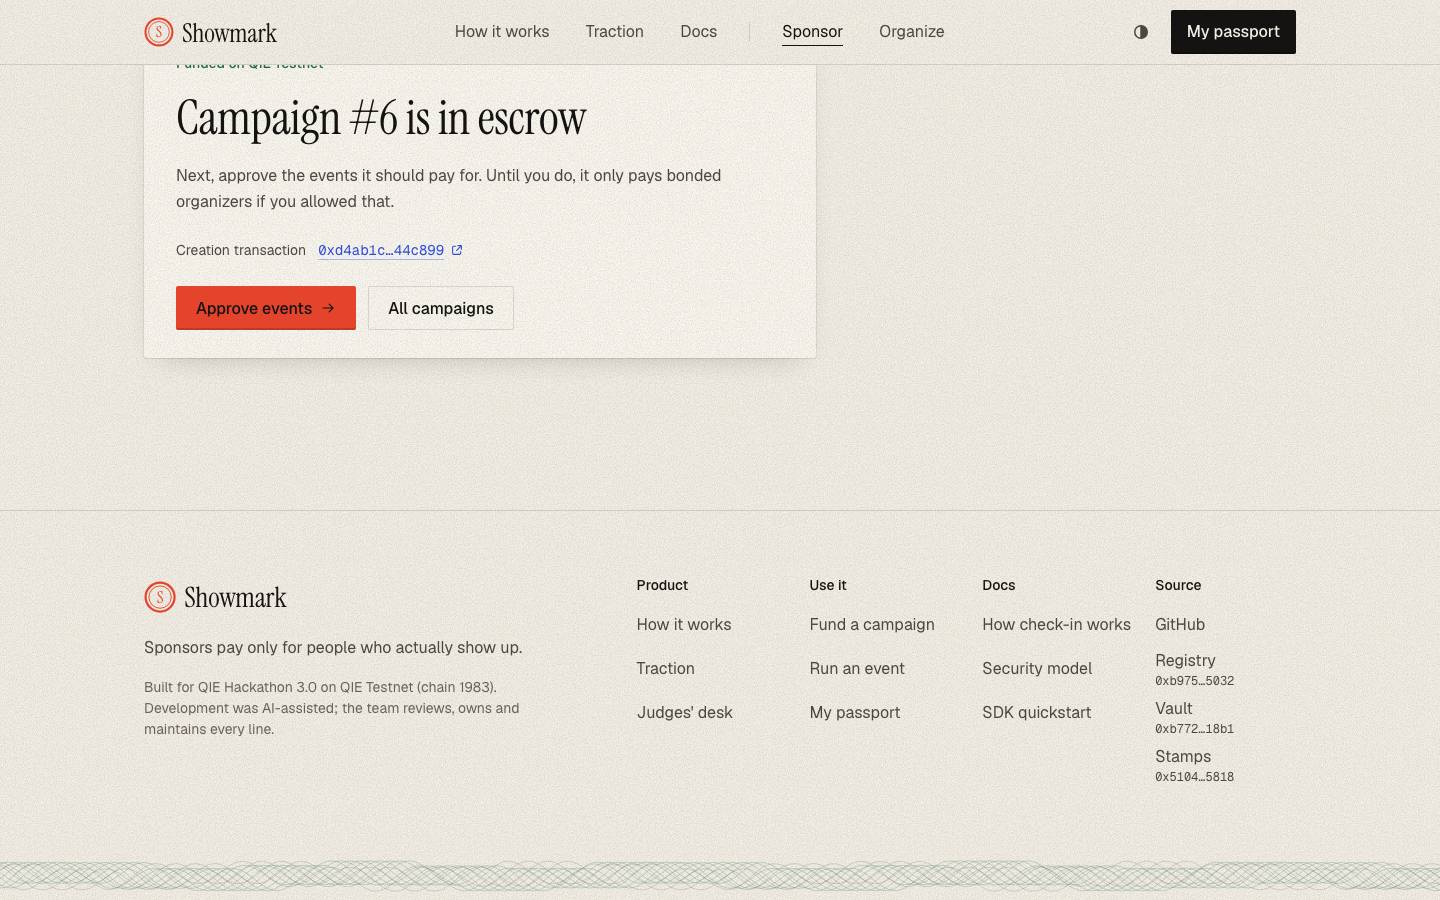 Showmark
How it works
Traction
Docs
Sponsor
Organize
My passport
Funded on QIE Testnet
Campaign #6 is in escrow
Next, approve the events it should pay for. Until you do, it only pays bonded
organizers if you allowed that.
Creation transaction 0xd4ab1c…44c899
Approve events →
All campaigns
Showmark
Sponsors pay only for people who actually show up.
Built for QIE Hackathon 3.0 on QIE Testnet (chain 1983).
Development was AI-assisted; the team reviews, owns and
maintains every line.
Product
How it works
Traction
Judges' desk
Use it
Fund a campaign
Run an event
My passport
Docs
How check-in works
Security model
SDK quickstart
Source
GitHub
Registry
0xb975…5032
Vault
0xb772…18b1
Stamps
0x5104…5818